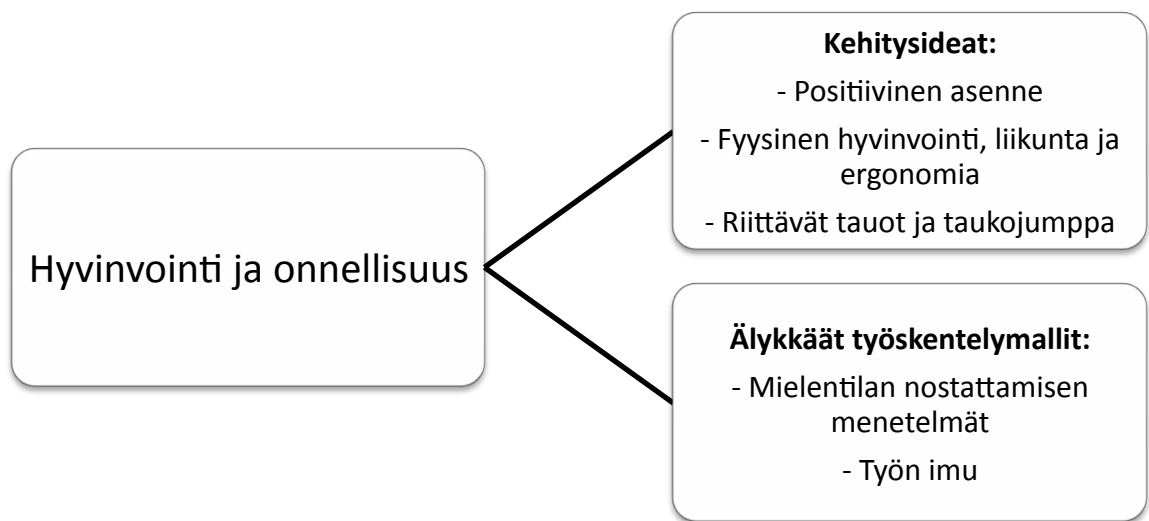 Hyvinvointi ja onnellisuus
Kehitysideat:
- Positiivinen asenne
- Fyysinen hyvinvointi, liikunta ja
ergonomia
- Riittävät tauot ja taukojumppa
Älykkäät työskentelymallit:
- Mielentilan nostattamisen
menetelmät
- Työn imu